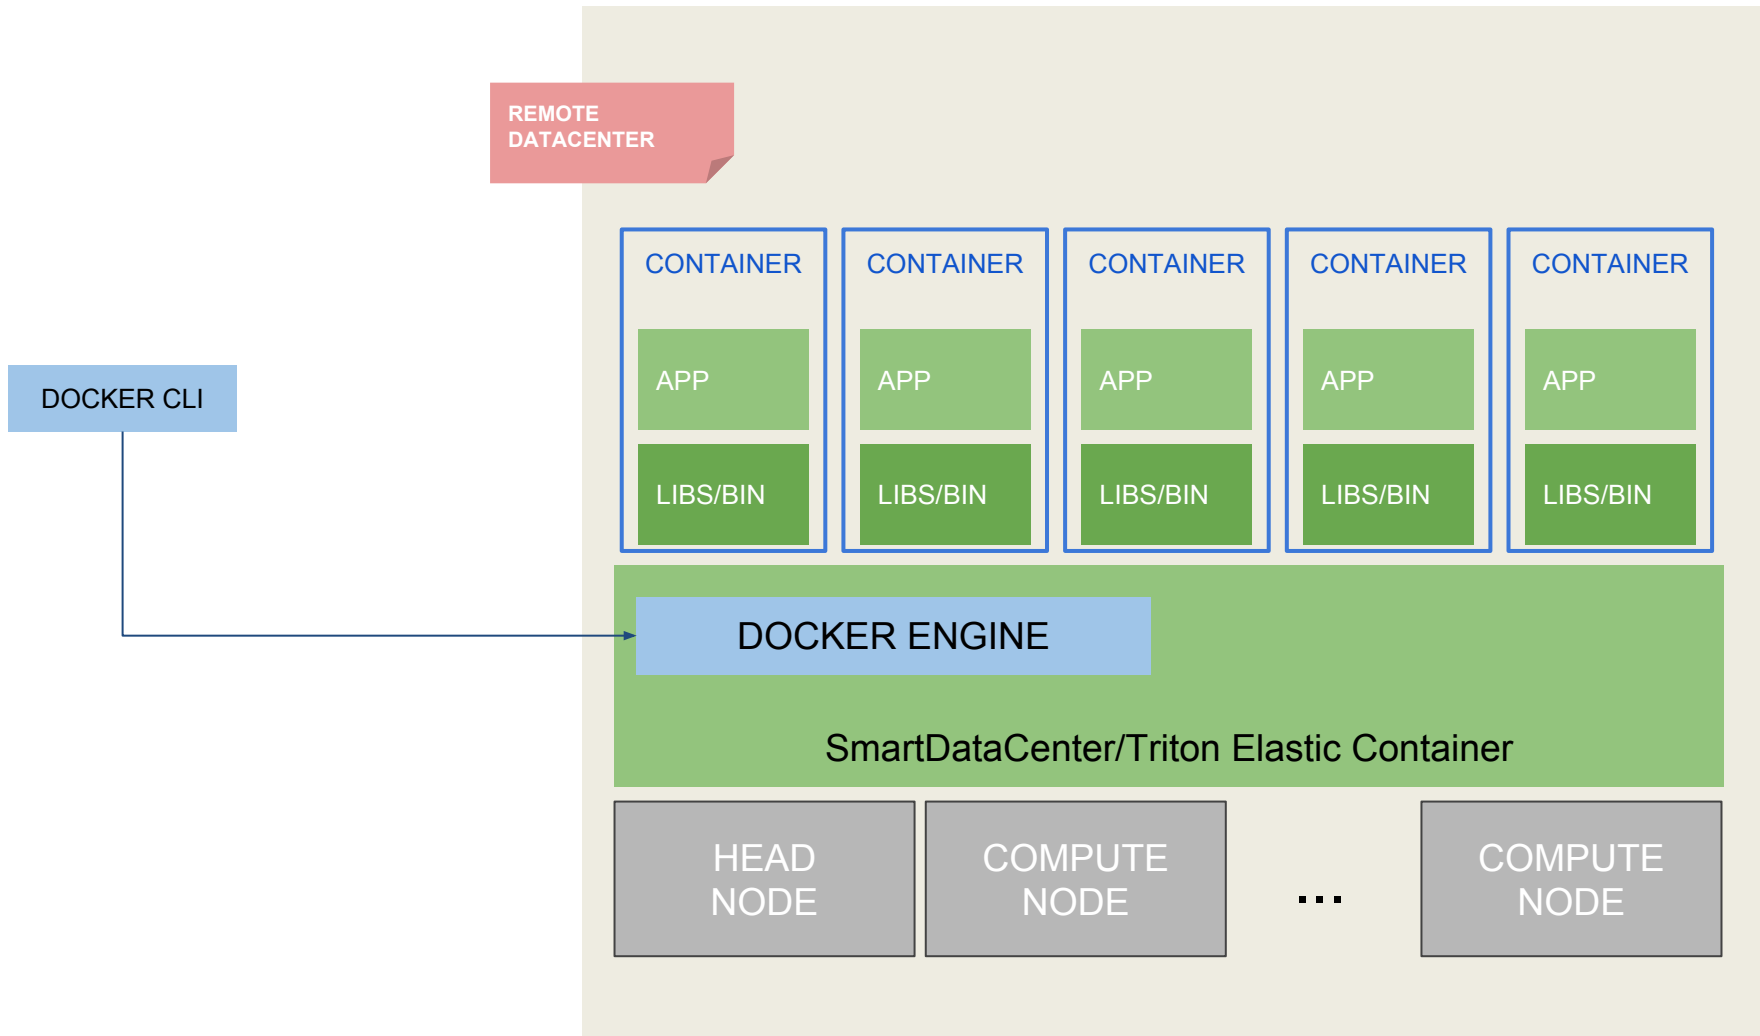 REMOTE
DATACENTER
CONTAINER CONTAINER CONTAINER CONTAINER CONTAINER
APP APP APP APP APP
DOCKER CLI
LIBS/BIN LIBS/BIN LIBS/BIN LIBS/BIN LIBS/BIN
DOCKER ENGINE
SmartDataCenter/Triton Elastic Container
HEAD
NODE
COMPUTE
NODE
...
COMPUTE
NODE